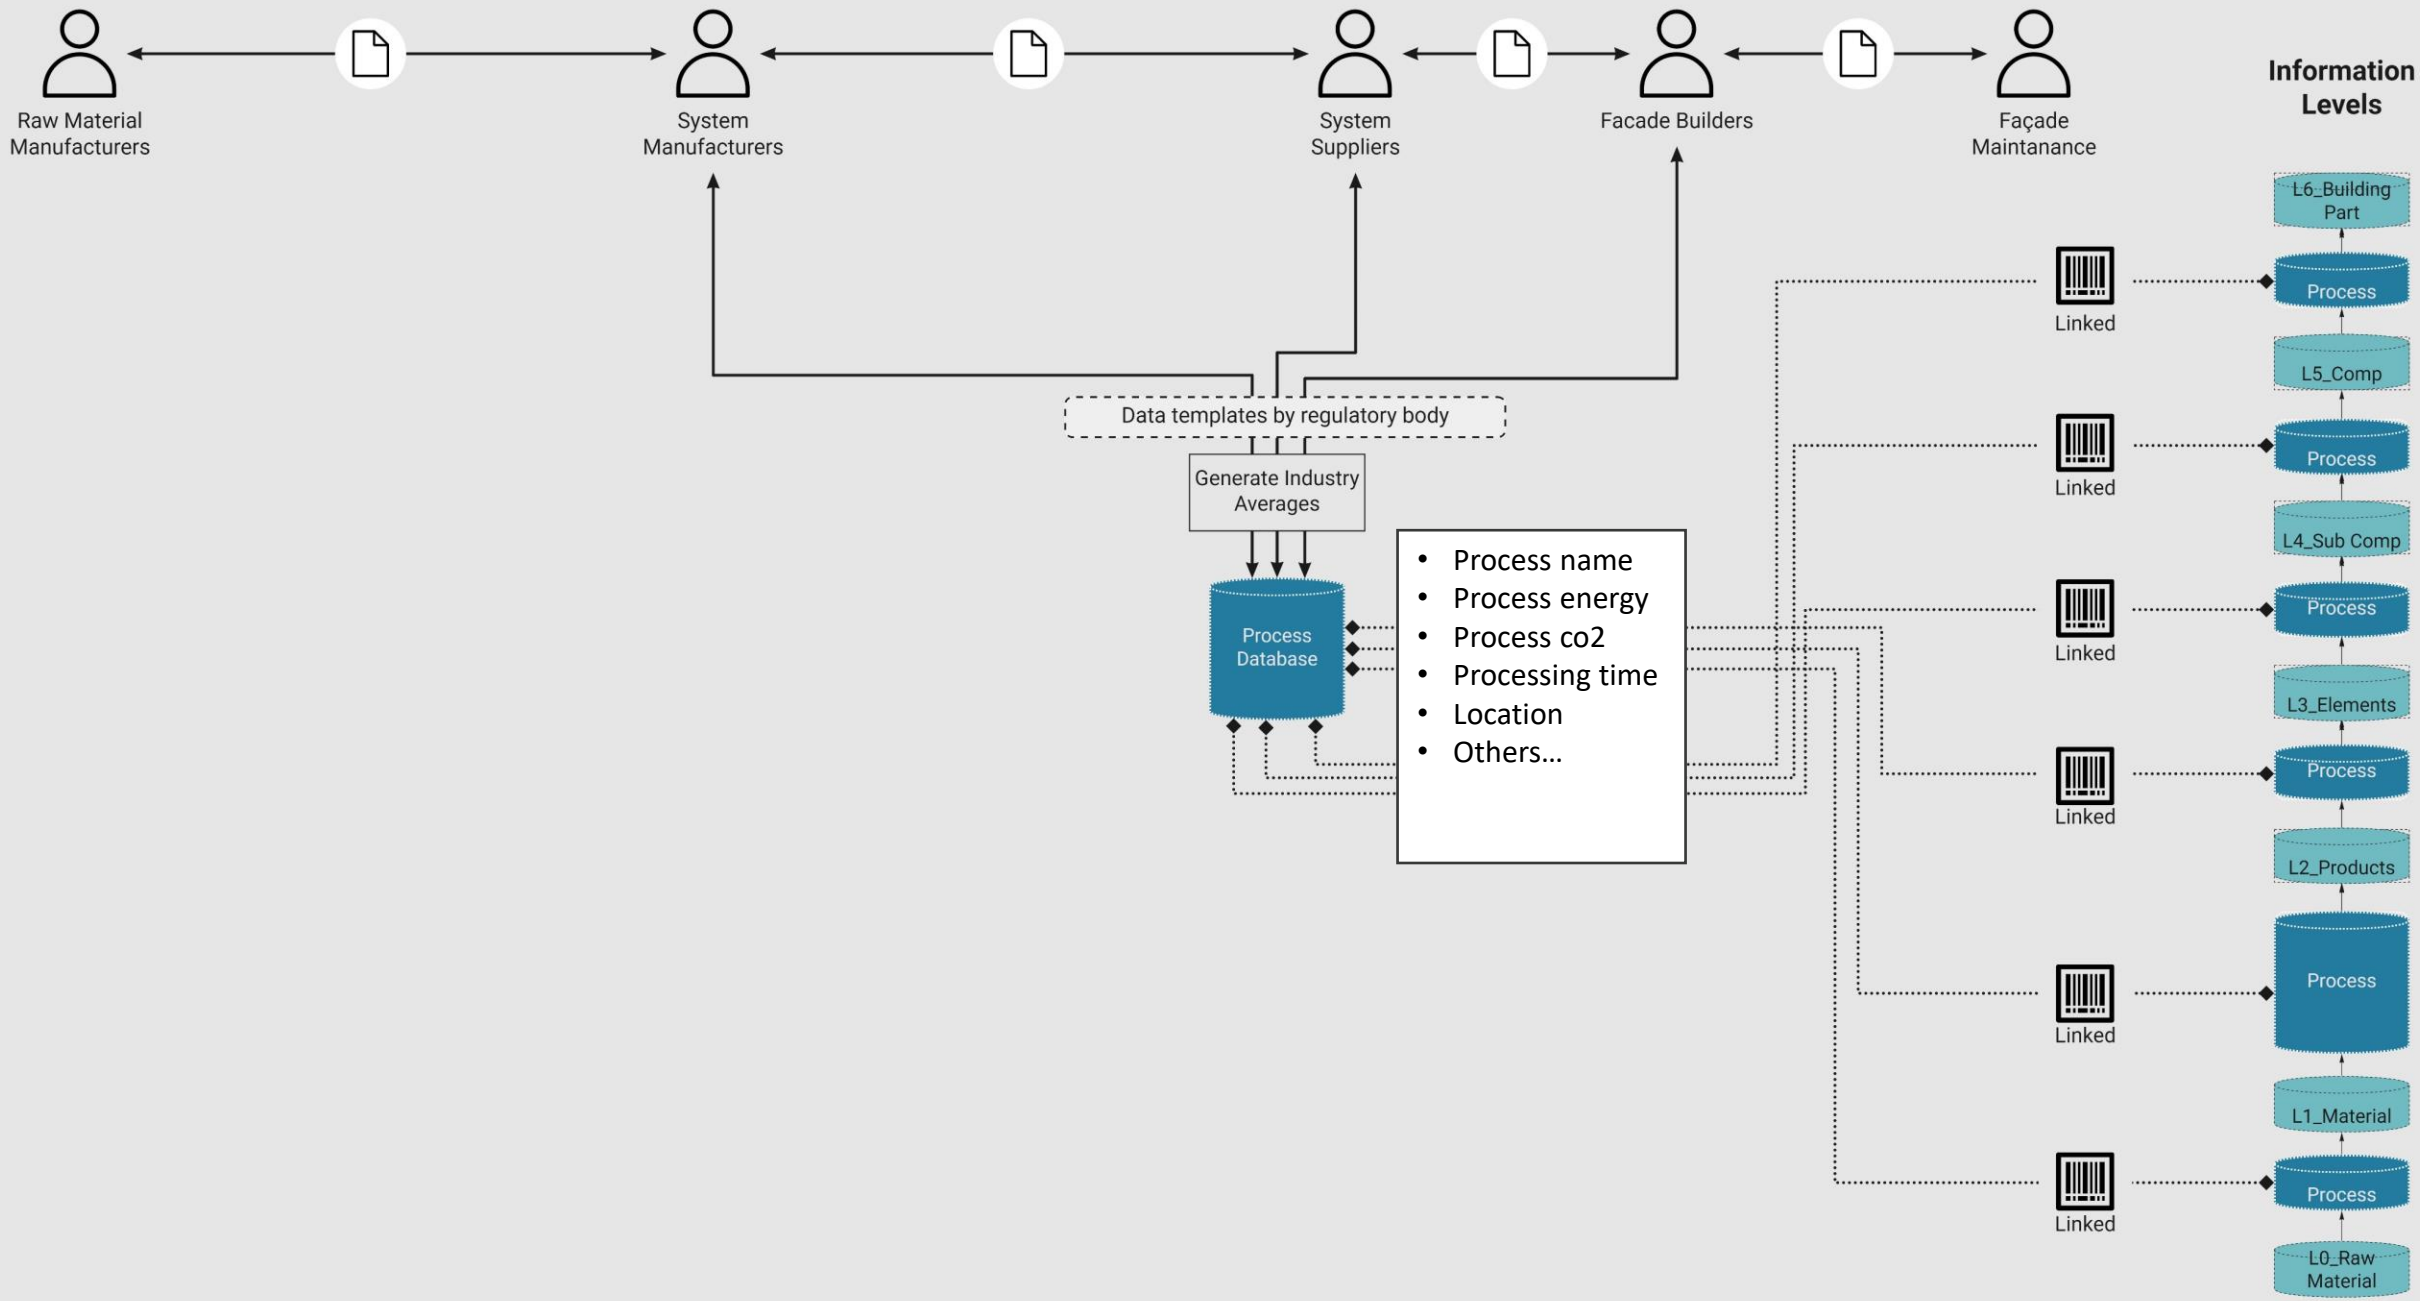 Raw Material
Manufacturers
System
Manufacturers
System
Suppliers
Facade Builders
Façade
Maintanance
Information
Levels
L6_Building
Part
Process
Linked
L5_Comp
Data templates by regulatory body
Process
Linked
Generate Industry
Averages
L4_Sub Comp
• Process name
• Process energy
• Process co2
• Processing time
• Location
• Others...
Process
Database
Process
Linked
L3_Elements
Process
Linked
L2_Products
Process
Linked
L1_Material
Process
Linked
L0_Raw
Material